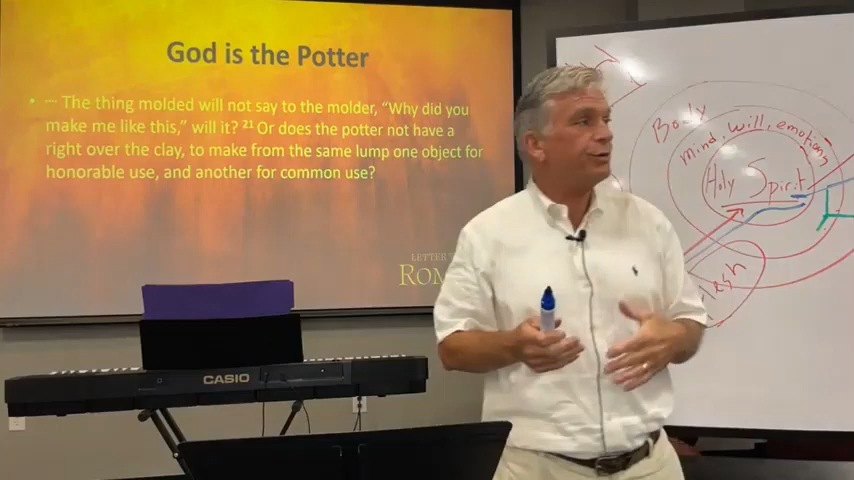 God is the Potter
• ... The thing molded will not say to the molder, “Why did you
make me like this,” will it? 21 Or does the potter not have a
right over the clay, to make from the same lump one object for
honorable use, and another for common use?
LETTER
ROM
Body
mind, will, emotions
Holy Spirit
CASIO